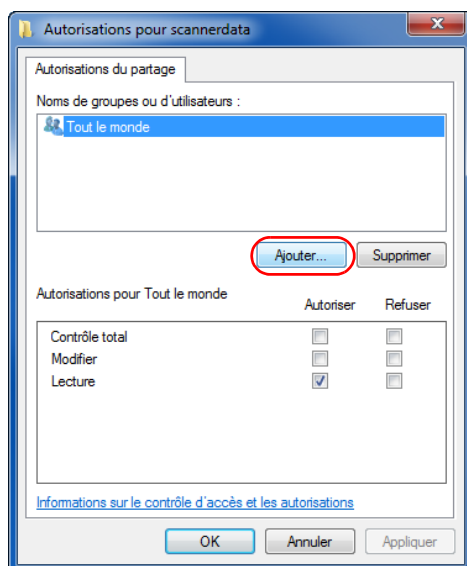 Autorisations pour scannerdata
Autorisations du partage
Noms de groupes ou d'utilisateurs :
Tout le monde
Ajouter... Supprimer
Autorisations pour Tout le monde Autoriser Refuser
Contrôle total
Modifier
Lecture
Informations sur le contrôle d'accès et les autorisations
OK Annuler Appliquer